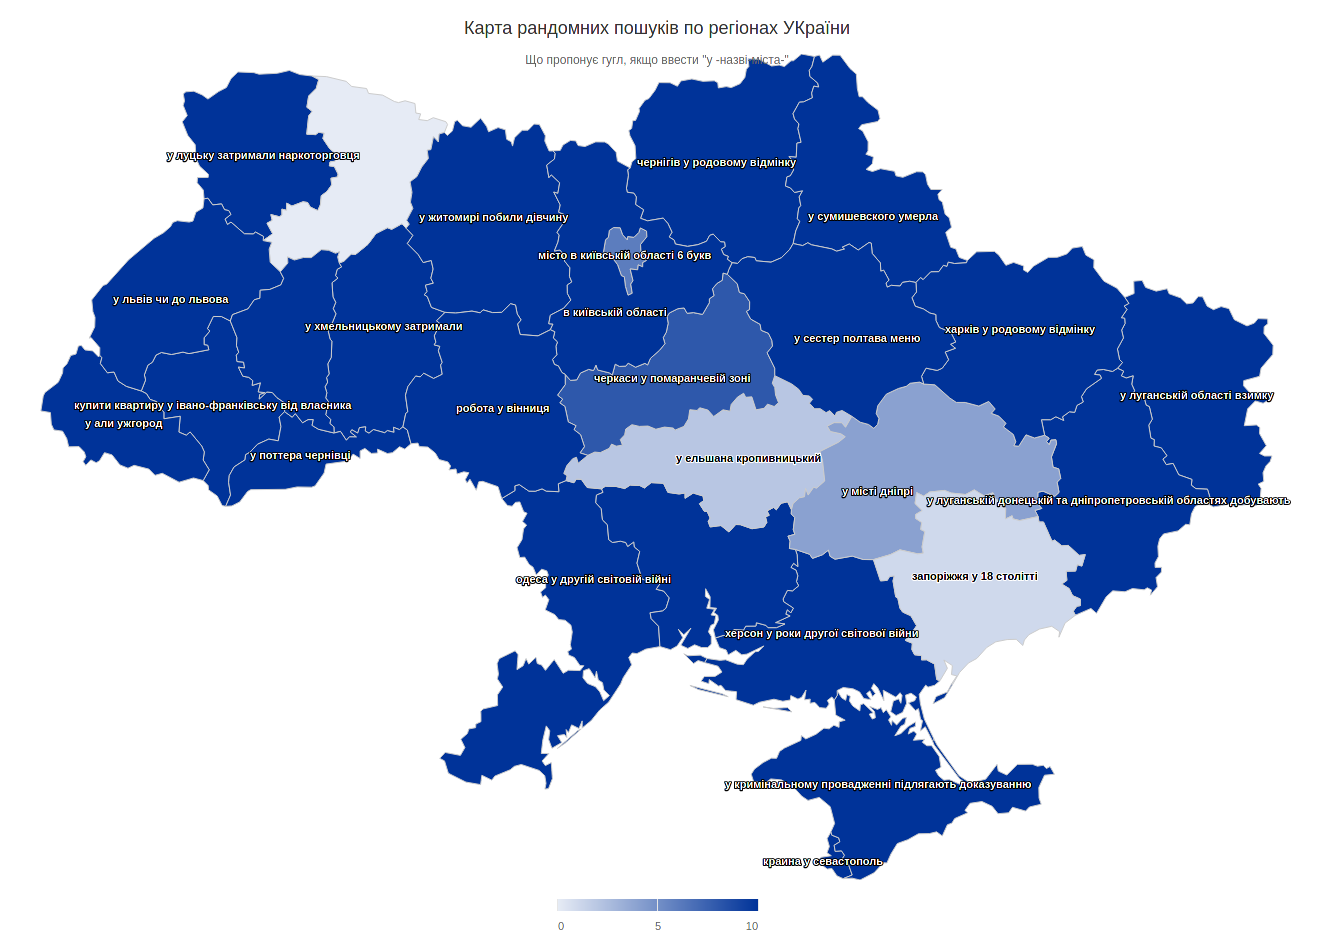 Карта рандомних пошуків по регіонах УКраїни
Що пропонує гугл, якщо ввести "у -назві міста-"
у луцьку затримали наркоторговця
чернігів у родовому відмінку
у житомирі побили дівчину
у сумишевского умерла
місто в київській області 6 букв
у львів чи до львова
в київській області
у хмельницькому затримали
харків у родовому відмінку
у сестер полтава меню
черкаси у помаранчевій зоні
у луганській області взимку
купити квартиру у івано-франківську від власника
робота у вінниця
у али ужгород
у поттера чернівці
у ельшана кропивницький
у місті дніпрі
у луганській донецькій та дніпропетровській областях добувають
запоріжжя у 18 столітті
одеса у другій світовій війні
херсон у роки другої світової війни
у кримінальному провадженні підлягають доказуванню
краина у севастополь
0 5 10